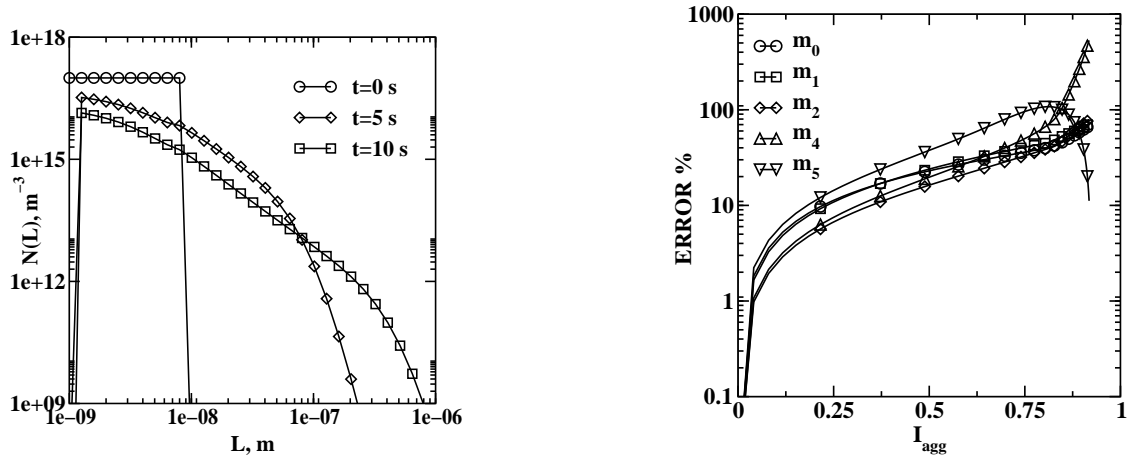 1e+18
1e+15
1e+12
1e+09
N(L), m⁻³
t=0 s
t=5 s
t=10 s
1e−09
1e−08
1e−07
1e−06
L, m
1000
100
10
1
0.1
ERROR %
m₀
m₁
m₂
m₄
m₅
0
0.25
0.5
0.75
1
I_agg